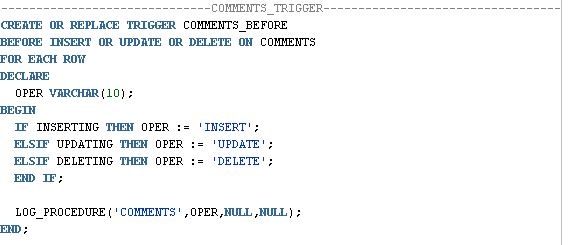 ------------------------------COMMENTS_TRIGGER----------------------------------
CREATE OR REPLACE TRIGGER COMMENTS_BEFORE
BEFORE INSERT OR UPDATE OR DELETE ON COMMENTS
FOR EACH ROW
DECLARE
  OPER VARCHAR(10);
BEGIN
  IF INSERTING THEN OPER := 'INSERT';
  ELSIF UPDATING THEN OPER := 'UPDATE';
  ELSIF DELETING THEN OPER := 'DELETE';
  END IF;
  LOG_PROCEDURE('COMMENTS',OPER,NULL,NULL);
END;